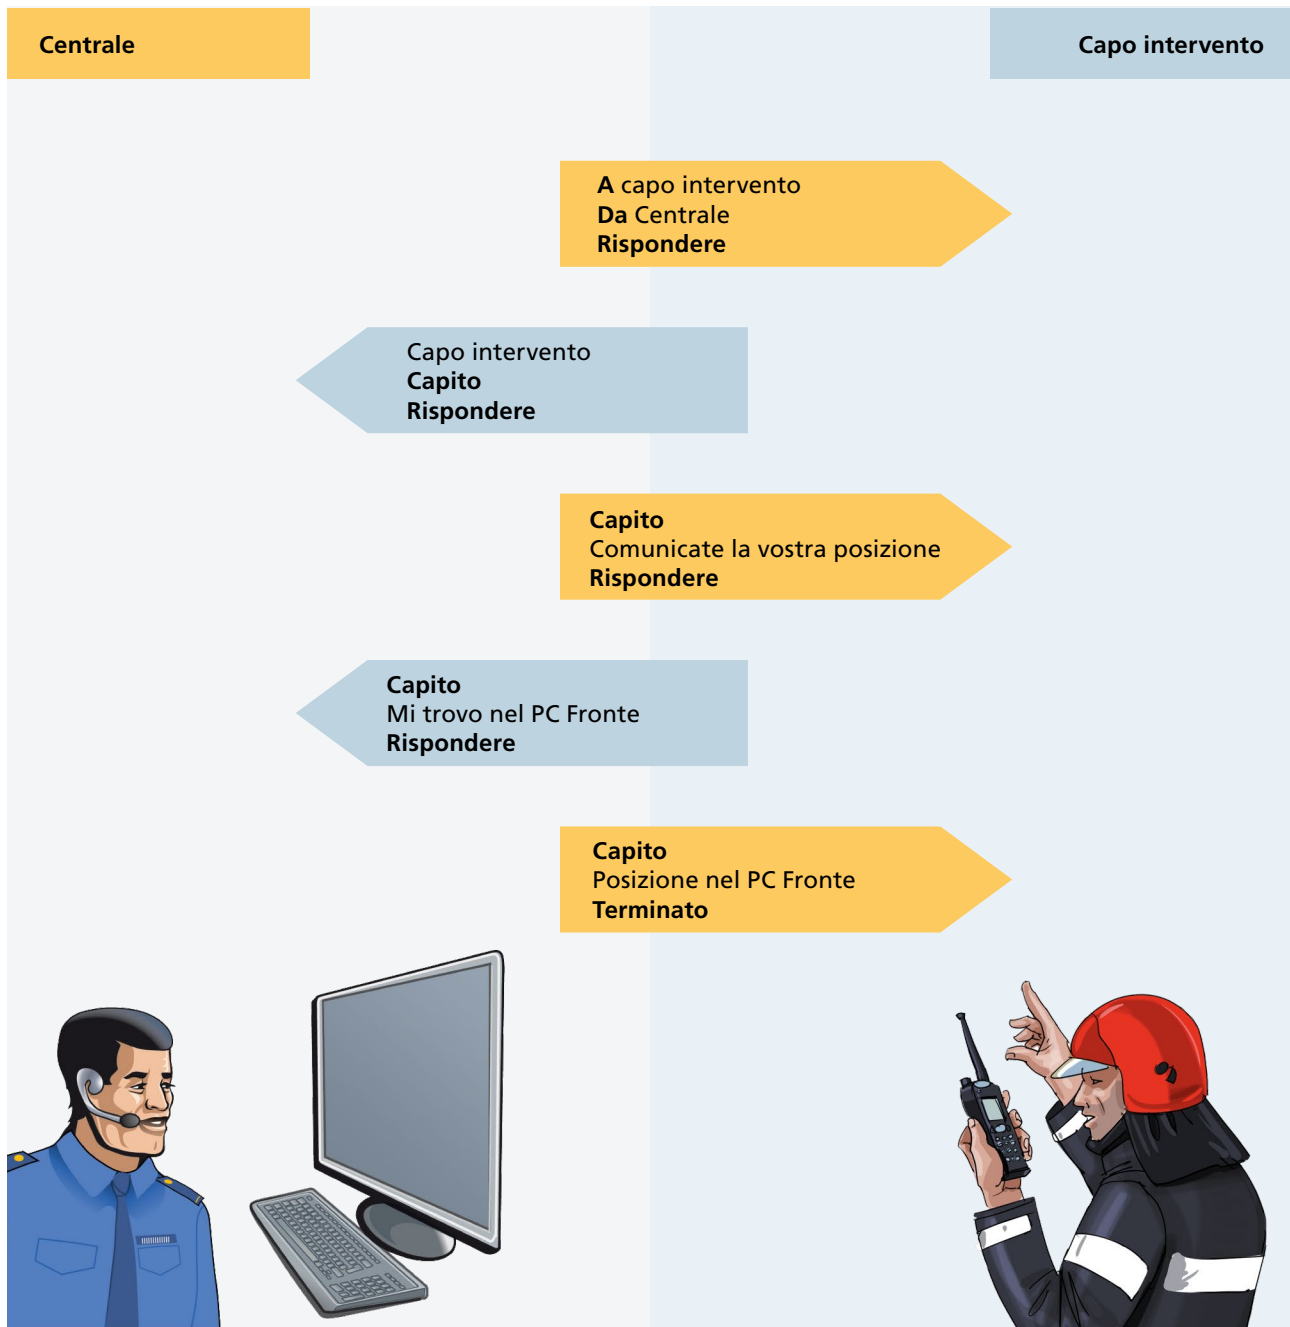 Centrale
Capo intervento
A capo intervento
Da Centrale
Rispondere
Capo intervento
Capito
Rispondere
Capito
Comunicate la vostra posizione
Rispondere
Capito
Mi trovo nel PC Fronte
Rispondere
Capito
Posizione nel PC Fronte
Terminato